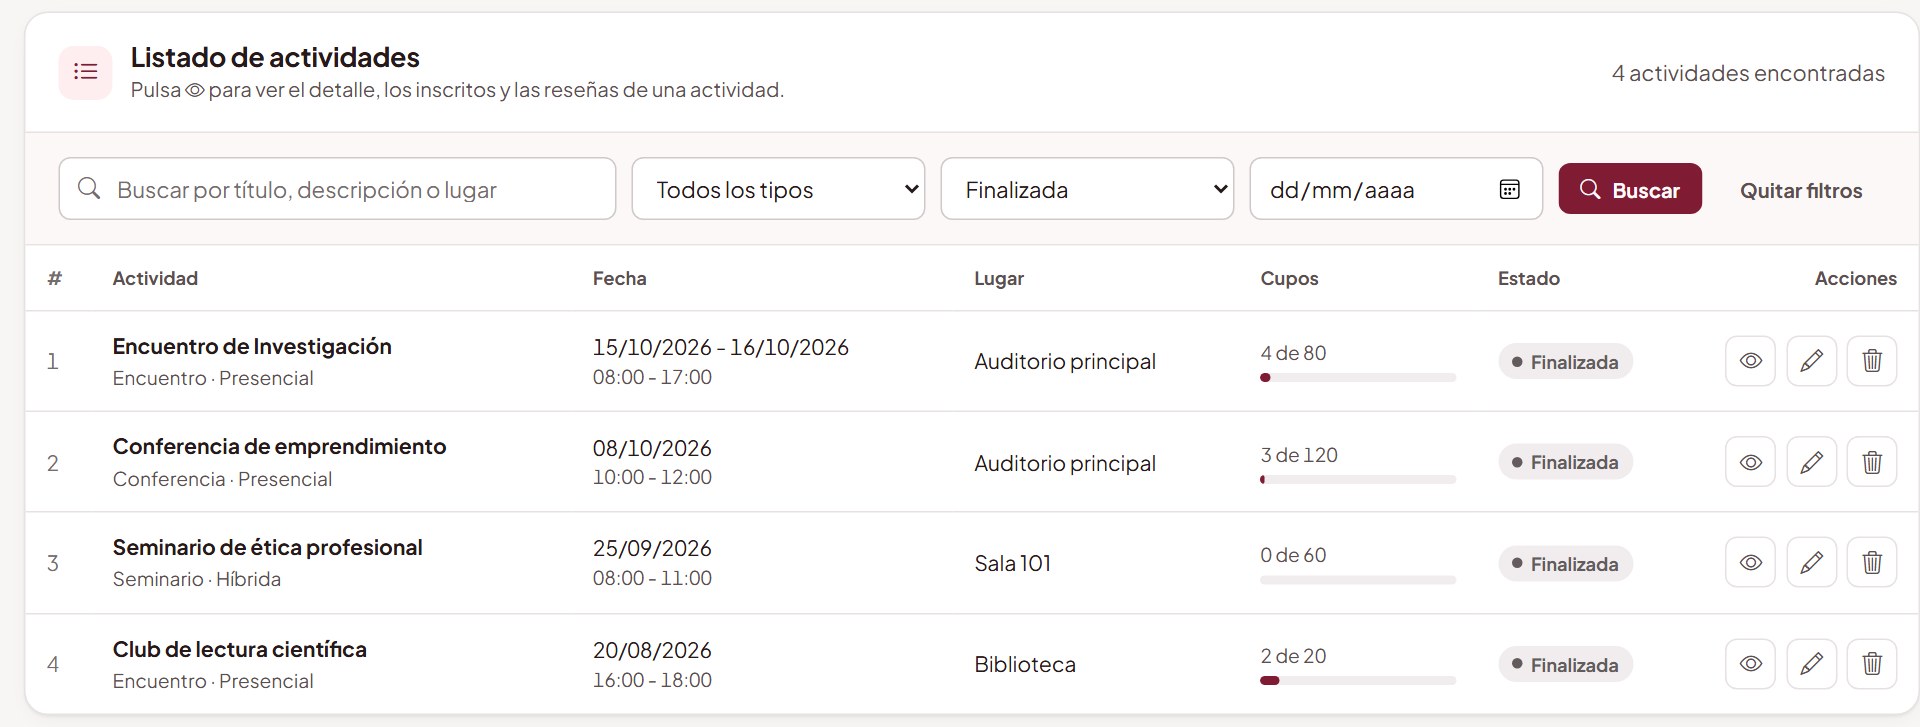 Listado de actividades
Pulsa para ver el detalle, los inscritos y las reseñas de una actividad.
4 actividades encontradas
Buscar por título, descripción o lugar
Todos los tipos
Finalizada
dd/mm/aaaa
Buscar
Quitar filtros
# Actividad Fecha Lugar Cupos Estado Acciones
1 Encuentro de Investigación 15/10/2026 - 16/10/2026 Auditorio principal 4 de 80 Finalizada
Encuentro · Presencial 08:00 - 17:00
2 Conferencia de emprendimiento 08/10/2026 Auditorio principal 3 de 120 Finalizada
Conferencia · Presencial 10:00 - 12:00
3 Seminario de ética profesional 25/09/2026 Sala 101 0 de 60 Finalizada
Seminario · Híbrida 08:00 - 11:00
4 Club de lectura científica 20/08/2026 Biblioteca 2 de 20 Finalizada
Encuentro · Presencial 16:00 - 18:00